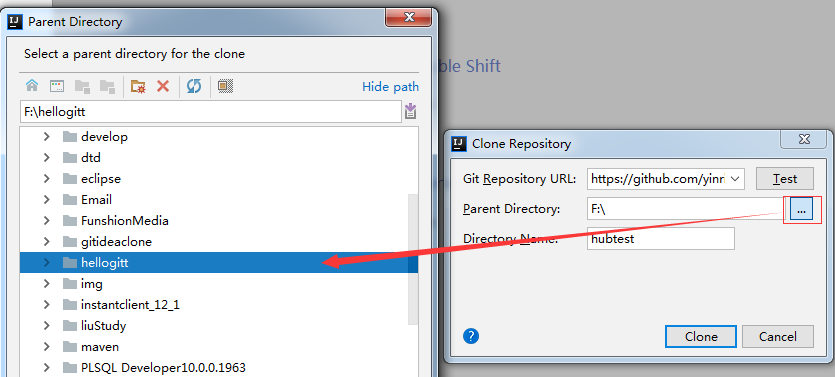 Parent Directory
Select a parent directory for the clone
Hide path
F:\hellogitt
develop
dtd
eclipse
Email
FunshionMedia
gitideaclone
hellogitt
img
instantclient_12_1
liuStudy
maven
PLSQL Developer10.0.0.1963
Shift
Clone Repository
Git Repository URL: https://github.com/yinr Test
Parent Directory: F:\ ...
Directory Name: hubtest
? Clone Cancel